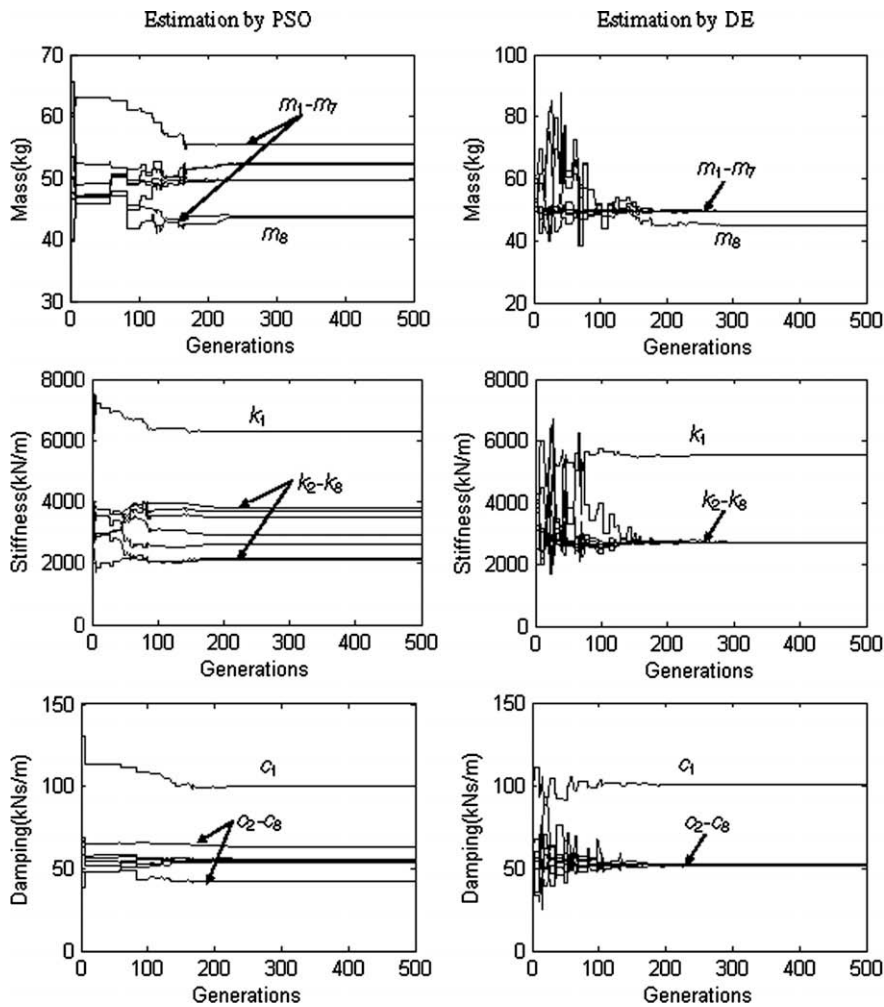 Estimation by PSO
Estimation by DE
70
60
50
40
30
Mass(kg)
m1-m7
m8
0 100 200 300 400 500
Generations
100
80
60
40
20
Mass(kg)
m1-m7
m8
0 100 200 300 400 500
Generations
8000
6000
4000
2000
0
Stiffness(kN/m)
k1
k2-k8
0 100 200 300 400 500
Generations
8000
6000
4000
2000
0
Stiffness(kN/m)
k1
k2-k8
0 100 200 300 400 500
Generations
150
100
50
0
Damping(kNs/m)
c1
c2-c8
0 100 200 300 400 500
Generations
150
100
50
0
Damping(kNs/m)
c1
c2-c8
0 100 200 300 400 500
Generations